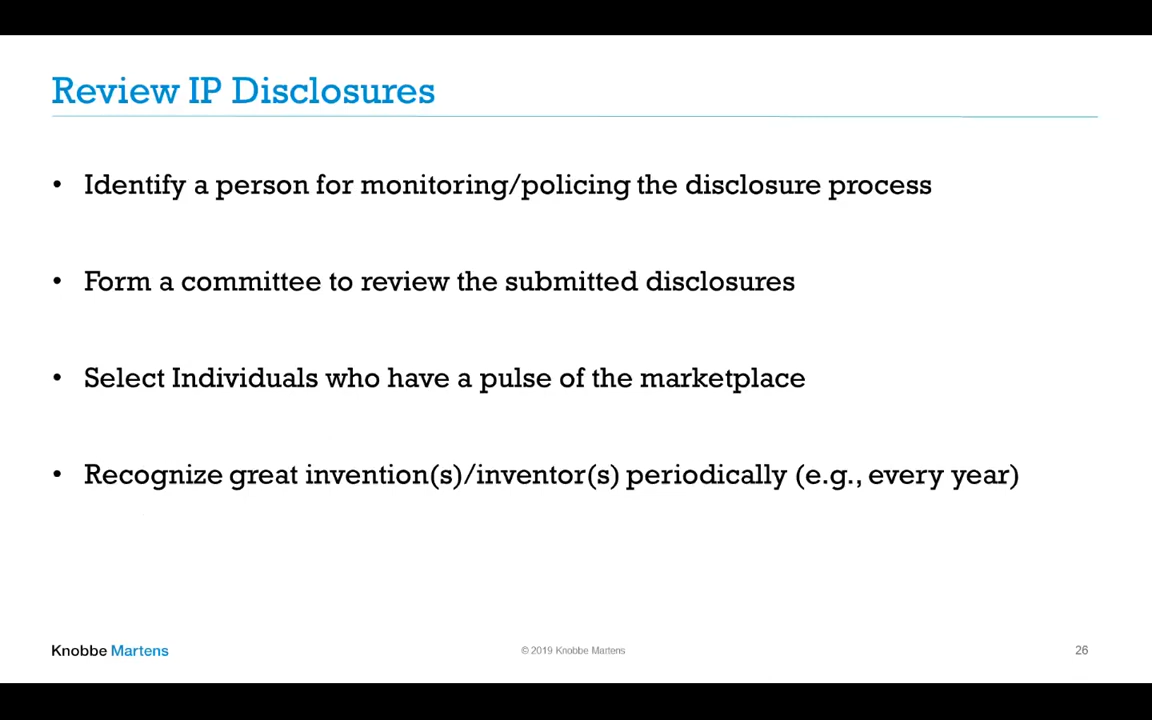 Review IP Disclosures
• Identify a person for monitoring/policing the disclosure process
• Form a committee to review the submitted disclosures
• Select Individuals who have a pulse of the marketplace
• Recognize great invention(s)/inventor(s) periodically (e.g., every year)
Knobbe Martens
© 2019 Knobbe Martens
26